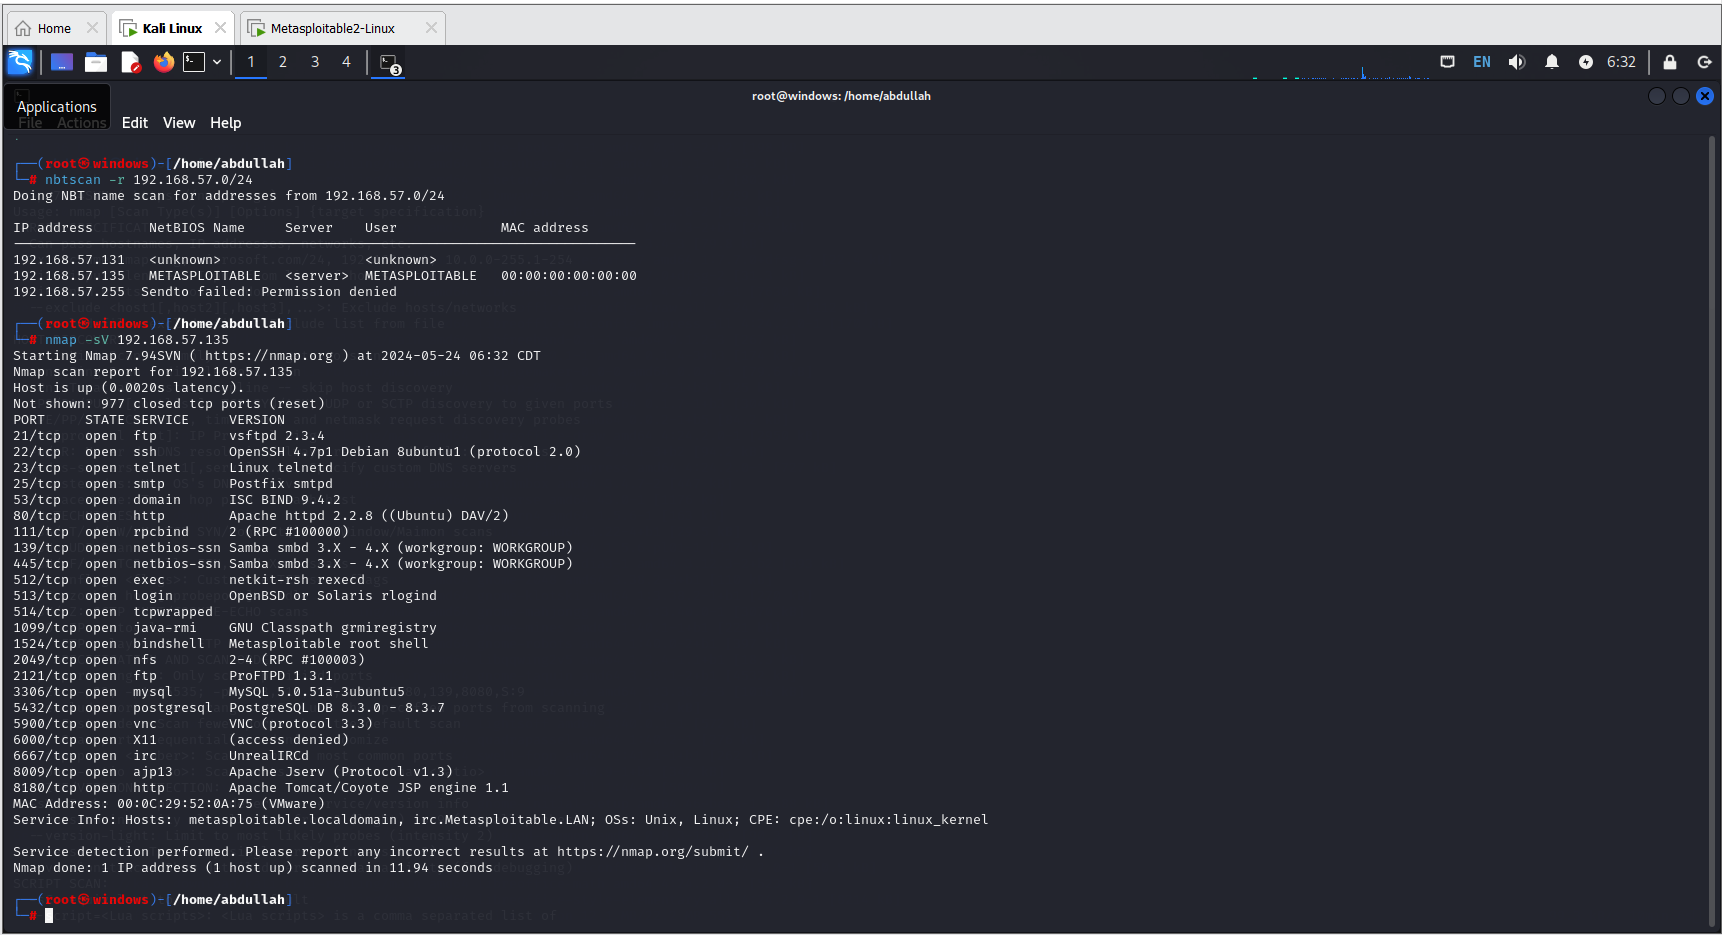 Home
Kali Linux
Metasploitable2-Linux
1 2 3 4
3
EN
6:32
Applications
root@windows: /home/abdullah
File Actions Edit View Help
┌──(root㉿windows)-[/home/abdullah]
└─# nbtscan -r 192.168.57.0/24
Doing NBT name scan for addresses from 192.168.57.0/24
IP address       NetBIOS Name     Server    User             MAC address
192.168.57.131   <unknown>                  <unknown>
192.168.57.135   METASPLOITABLE   <server>  METASPLOITABLE   00:00:00:00:00:00
192.168.57.255  Sendto failed: Permission denied
┌──(root㉿windows)-[/home/abdullah]
└─# nmap -sV 192.168.57.135
Starting Nmap 7.94SVN ( https://nmap.org ) at 2024-05-24 06:32 CDT
Nmap scan report for 192.168.57.135
Host is up (0.0020s latency).
Not shown: 977 closed tcp ports (reset)
PORT     STATE SERVICE     VERSION
21/tcp   open  ftp         vsftpd 2.3.4
22/tcp   open  ssh         OpenSSH 4.7p1 Debian 8ubuntu1 (protocol 2.0)
23/tcp   open  telnet      Linux telnetd
25/tcp   open  smtp        Postfix smtpd
53/tcp   open  domain      ISC BIND 9.4.2
80/tcp   open  http        Apache httpd 2.2.8 ((Ubuntu) DAV/2)
111/tcp  open  rpcbind     2 (RPC #100000)
139/tcp  open  netbios-ssn Samba smbd 3.X - 4.X (workgroup: WORKGROUP)
445/tcp  open  netbios-ssn Samba smbd 3.X - 4.X (workgroup: WORKGROUP)
512/tcp  open  exec        netkit-rsh rexecd
513/tcp  open  login       OpenBSD or Solaris rlogind
514/tcp  open  tcpwrapped
1099/tcp open  java-rmi    GNU Classpath grmiregistry
1524/tcp open  bindshell   Metasploitable root shell
2049/tcp open  nfs         2-4 (RPC #100003)
2121/tcp open  ftp         ProFTPD 1.3.1
3306/tcp open  mysql       MySQL 5.0.51a-3ubuntu5
5432/tcp open  postgresql  PostgreSQL DB 8.3.0 - 8.3.7
5900/tcp open  vnc         VNC (protocol 3.3)
6000/tcp open  X11         (access denied)
6667/tcp open  irc         UnrealIRCd
8009/tcp open  ajp13       Apache Jserv (Protocol v1.3)
8180/tcp open  http        Apache Tomcat/Coyote JSP engine 1.1
MAC Address: 00:0C:29:52:0A:75 (VMware)
Service Info: Hosts:  metasploitable.localdomain, irc.Metasploitable.LAN; OSs: Unix, Linux; CPE: cpe:/o:linux:linux_kernel
Service detection performed. Please report any incorrect results at https://nmap.org/submit/ .
Nmap done: 1 IP address (1 host up) scanned in 11.94 seconds
┌──(root㉿windows)-[/home/abdullah]
└─#